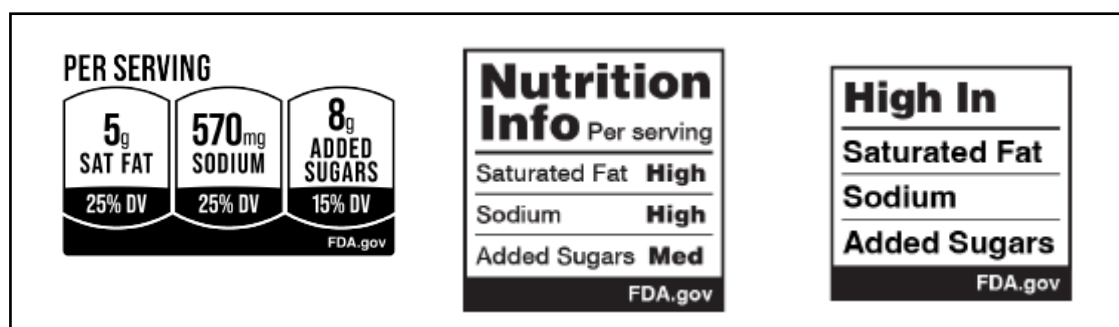 PER SERVING
5g
SAT FAT
25% DV
570mg
SODIUM
25% DV
8g
ADDED
SUGARS
15% DV
FDA.gov
Nutrition
Info Per serving
Saturated Fat High
Sodium High
Added Sugars Med
FDA.gov
High In
Saturated Fat
Sodium
Added Sugars
FDA.gov